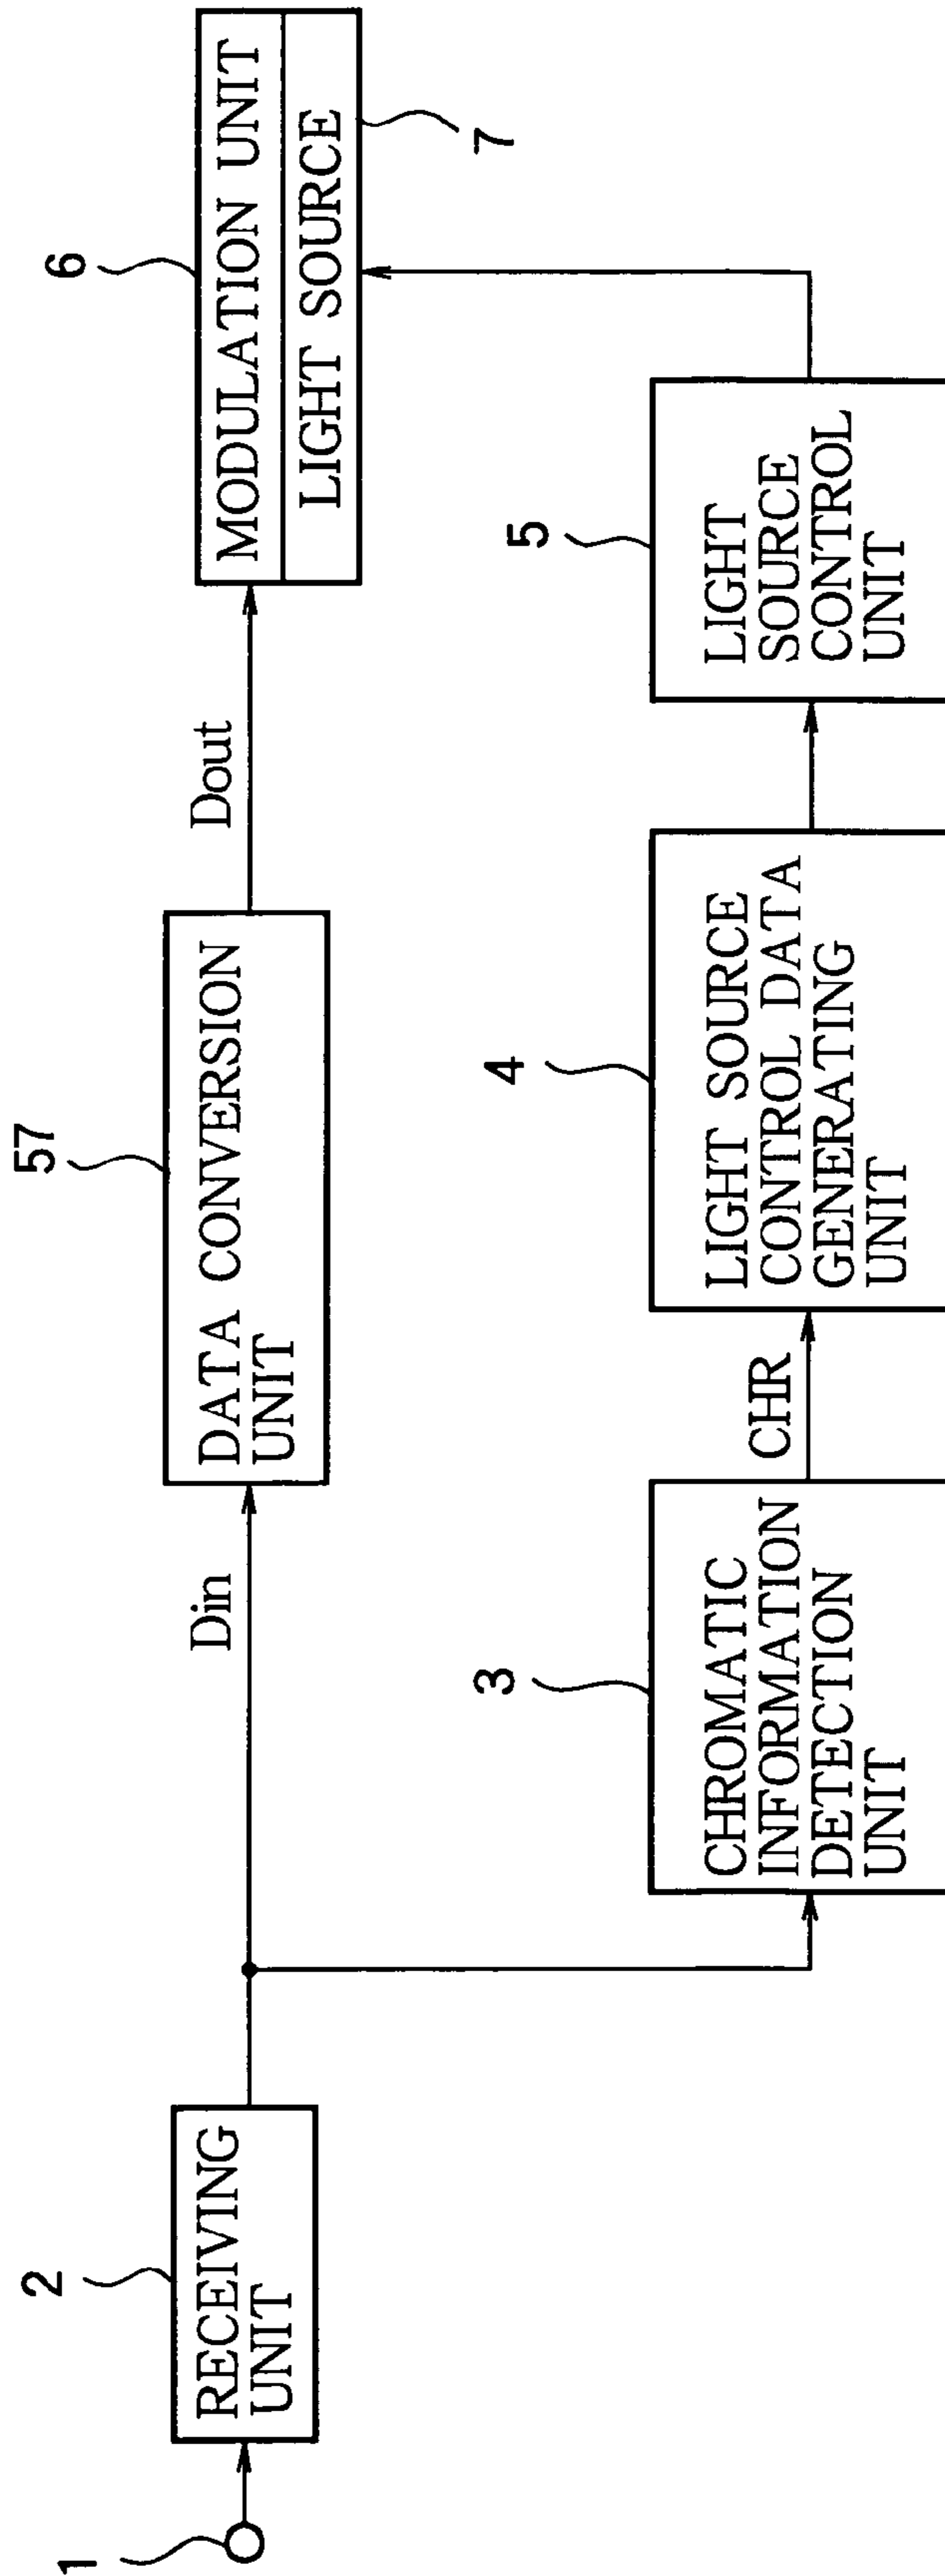 1
2
RECEIVING
UNIT
Din
57
DATA CONVERSION
UNIT
Dout
6
MODULATION UNIT
LIGHT SOURCE
7
3
CHROMATIC
INFORMATION
DETECTION
UNIT
CHR
4
LIGHT SOURCE
CONTROL DATA
GENERATING
UNIT
5
LIGHT
SOURCE
CONTROL
UNIT